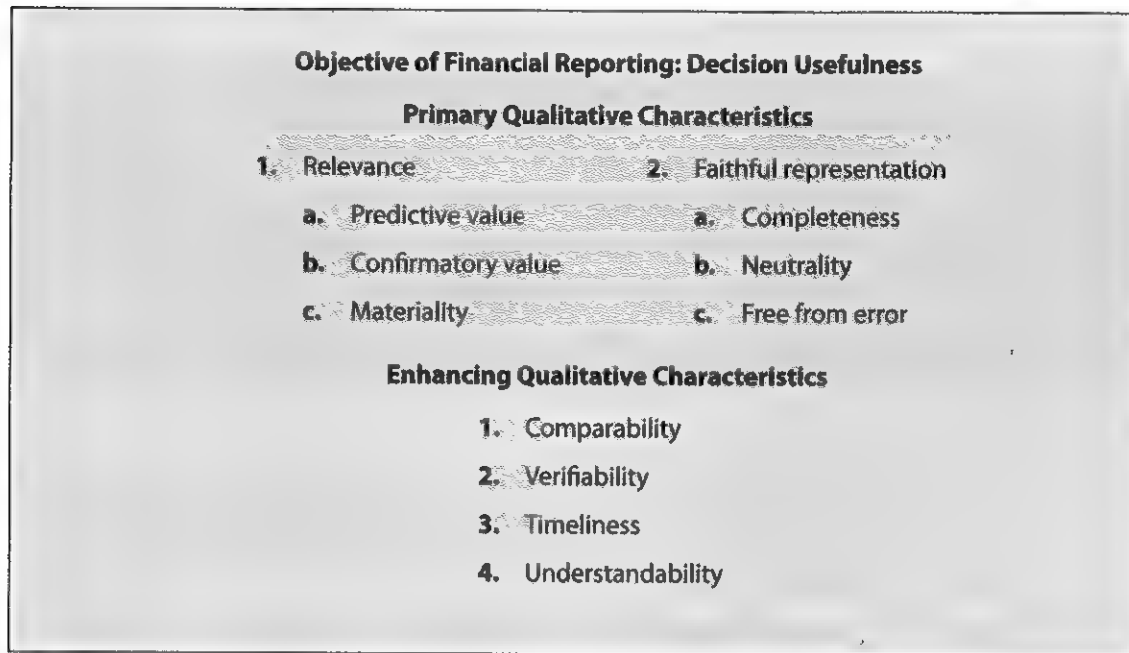 Objective of Financial Reporting: Decision Usefulness
Primary Qualitative Characteristics
1. Relevance 2. Faithful representation
a. Predictive value a. Completeness
b. Confirmatory value b. Neutrality
c. Materiality c. Free from error
Enhancing Qualitative Characteristics
1. Comparability
2. Verifiability
3. Timeliness
4. Understandability